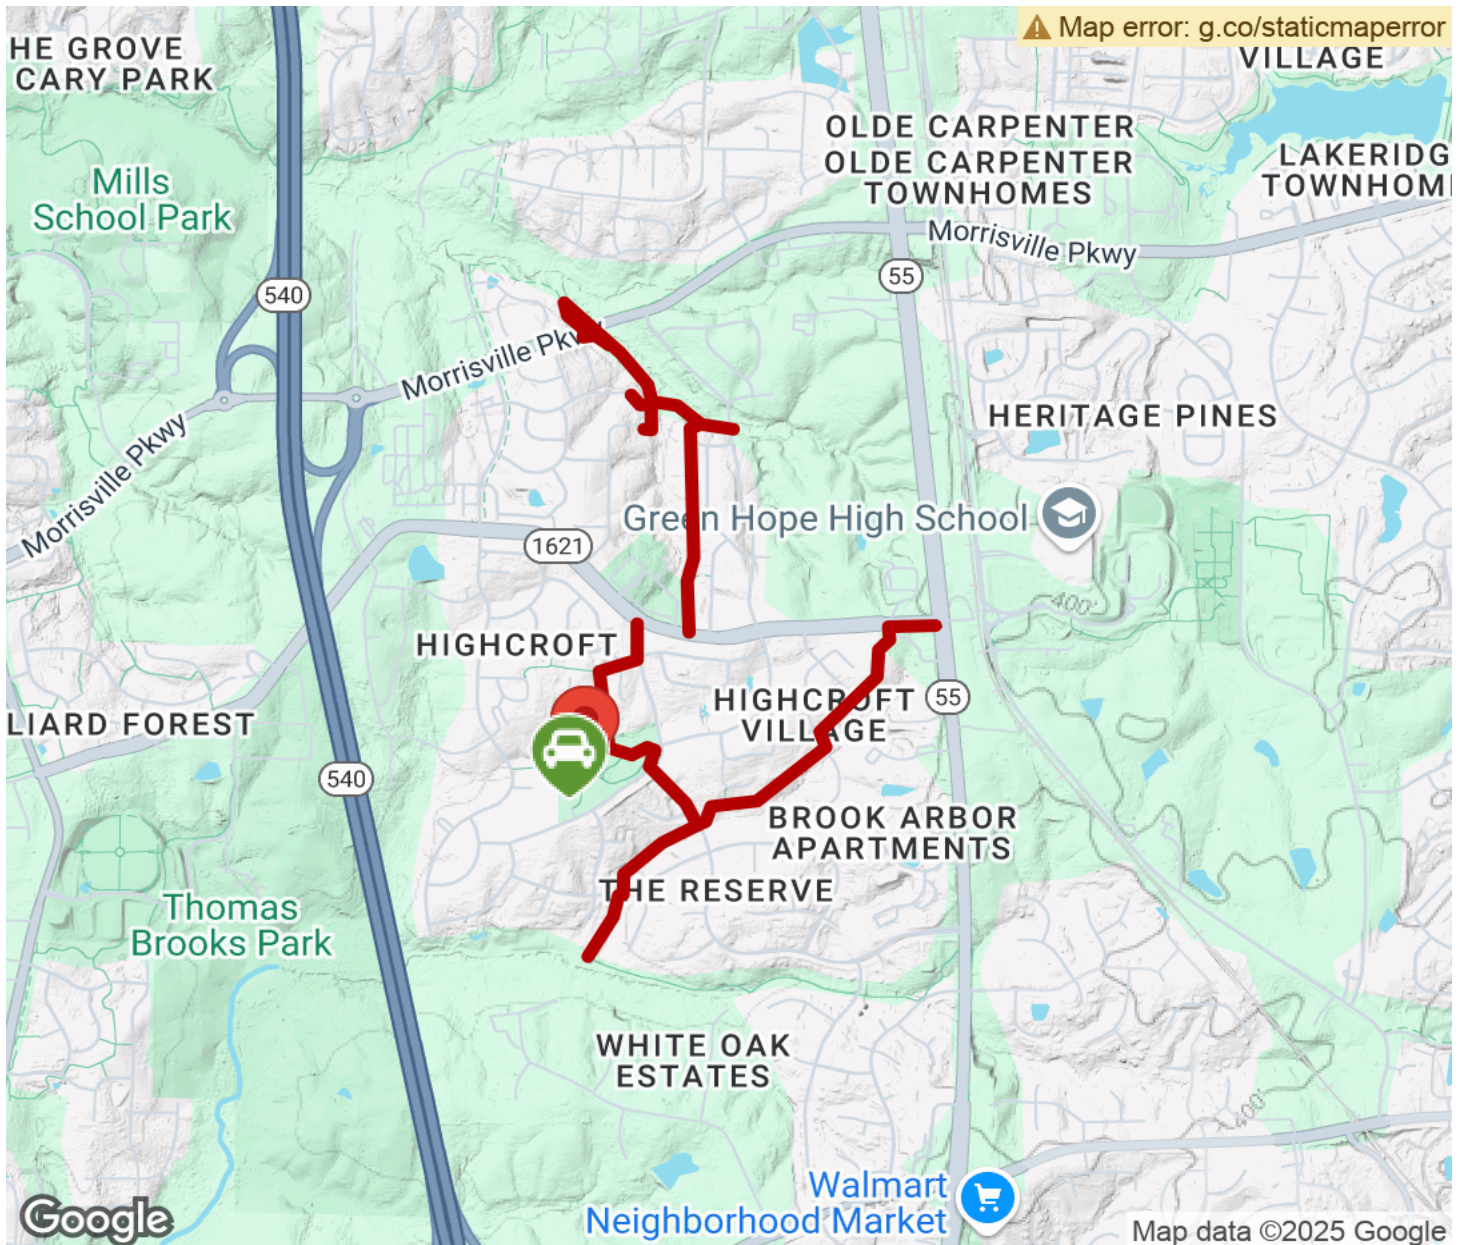 Map error: g.co/staticmaperror
HE GROVE
CARY PARK
VILLAGE
OLDE CARPENTER
OLDE CARPENTER
TOWNHOMES
LAKERIDG
TOWNHOM
Mills
School Park
Morrisville Pkwy
540
55
Morrisville Pkwy
Morrisville Pkwy
HERITAGE PINES
Green Hope High School
1621
400'
HIGHCROFT
HIGHCROFT
VILLAGE
55
LIARD FOREST
540
BROOK ARBOR
APARTMENTS
THE RESERVE
Thomas
Brooks Park
WHITE OAK
ESTATES
400'
Walmart
Neighborhood Market
Google
Map data ©2025 Google